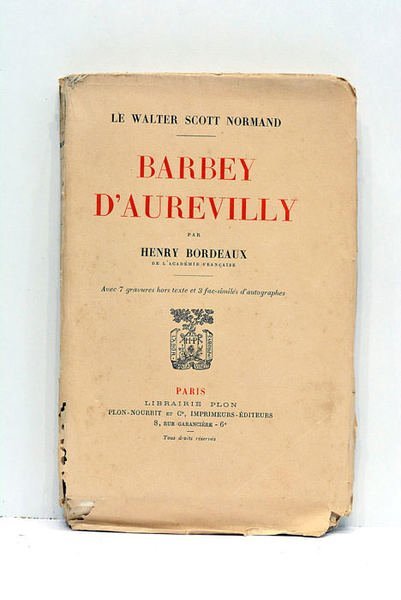 LE WALTER SCOTT NORMAND
BARBEY
D'AUREVILLY
PAR
HENRY BORDEAUX
DE L'ACADÉMIE FRANÇAISE
Avec 7 gravures hors texte et 3 fac-similés d'autographes
PARIS
LIBRAIRIE PLON
PLON-NOURRIT ET Cie, IMPRIMEURS-ÉDITEURS
8, RUE GARANCIÈRE - 6e
Tous droits réservés